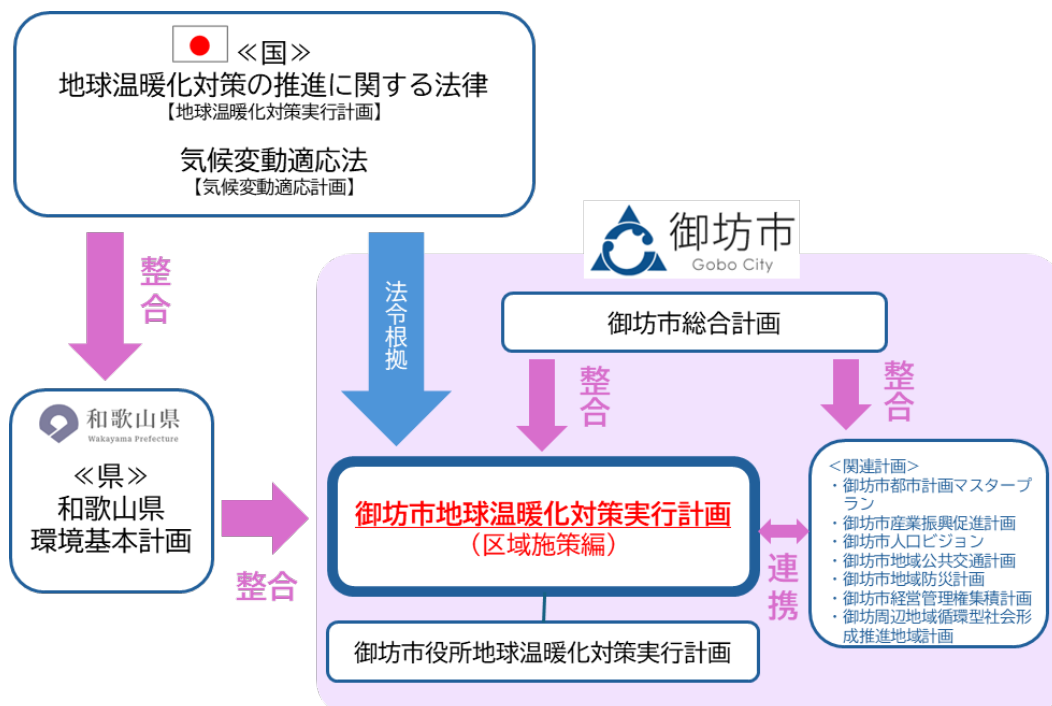 ≪国≫
地球温暖化対策の推進に関する法律
【地球温暖化対策実行計画】
気候変動適応法
【気候変動適応計画】
整合
法令根拠
御坊市
Gobo City
御坊市総合計画
整合
整合
和歌山県
Wakayama Prefecture
≪県≫
和歌山県
環境基本計画
整合
御坊市地球温暖化対策実行計画
（区域施策編）
連携
＜関連計画＞
・御坊市都市計画マスタープ
ラン
・御坊市産業振興促進計画
・御坊市人口ビジョン
・御坊市地域公共交通計画
・御坊市地域防災計画
・御坊市経営管理権集積計画
・御坊周辺地域循環型社会形
成推進地域計画
御坊市役所地球温暖化対策実行計画